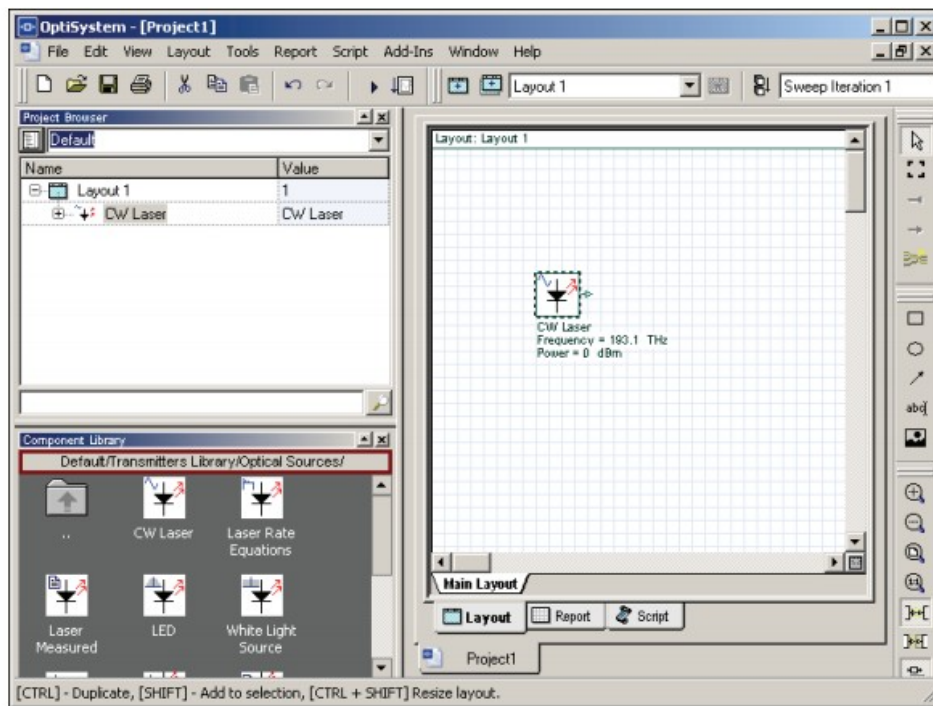 OptiSystem - [Project1]
File Edit View Layout Tools Report Script Add-Ins Window Help
Layout 1
Sweep Iteration 1
Project Browser
Default
Name Value
Layout 1 1
CW Laser CW Laser
Component Library
Default/Transmitters Library/Optical Sources/
..
CW Laser
Laser Rate
Equations
Laser
Measured
LED
White Light
Source
Layout: Layout 1
CW Laser
Frequency = 193.1 THz
Power = 0 dBm
Main Layout
Layout Report Script
Project1
abc
[CTRL] - Duplicate, [SHIFT] - Add to selection, [CTRL + SHIFT] Resize layout.